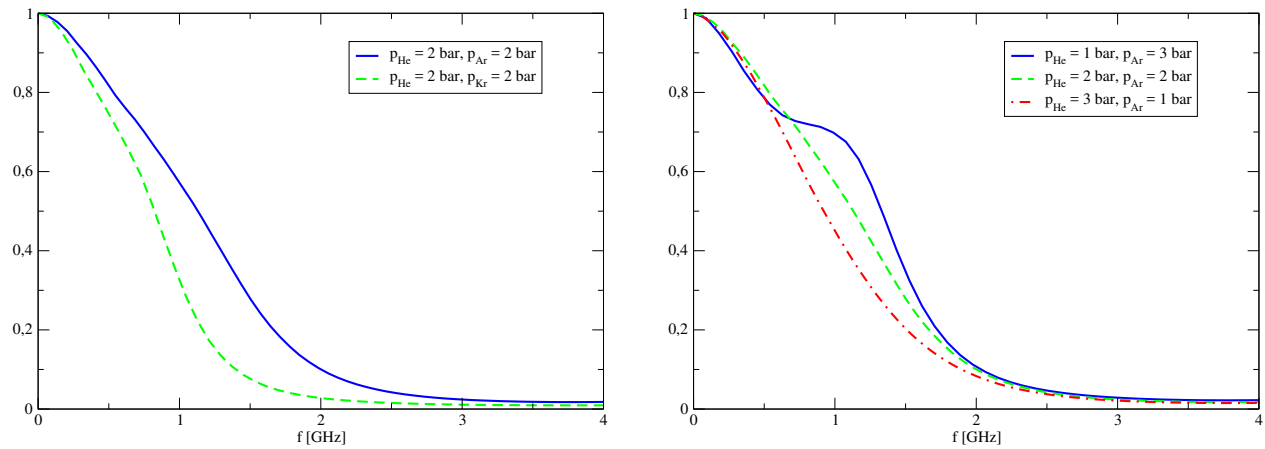 1
0,8
0,6
0,4
0,2
0
0 1 2 3 4
f [GHz]
p_He = 2 bar, p_Ar = 2 bar
p_He = 2 bar, p_Kr = 2 bar
1
0,8
0,6
0,4
0,2
0
0 1 2 3 4
f [GHz]
p_He = 1 bar, p_Ar = 3 bar
p_He = 2 bar, p_Ar = 2 bar
p_He = 3 bar, p_Ar = 1 bar